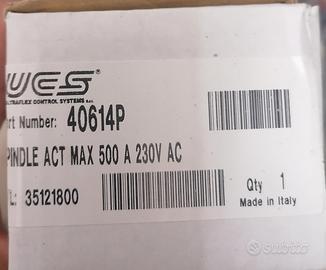 UCS
ULTRAFLEX CONTROL SYSTEMS s.r.l.
rt Number: 40614P
PINDLE ACT MAX 500 A 230V AC
/L: 35121800
Qty 1
Made in Italy
subito